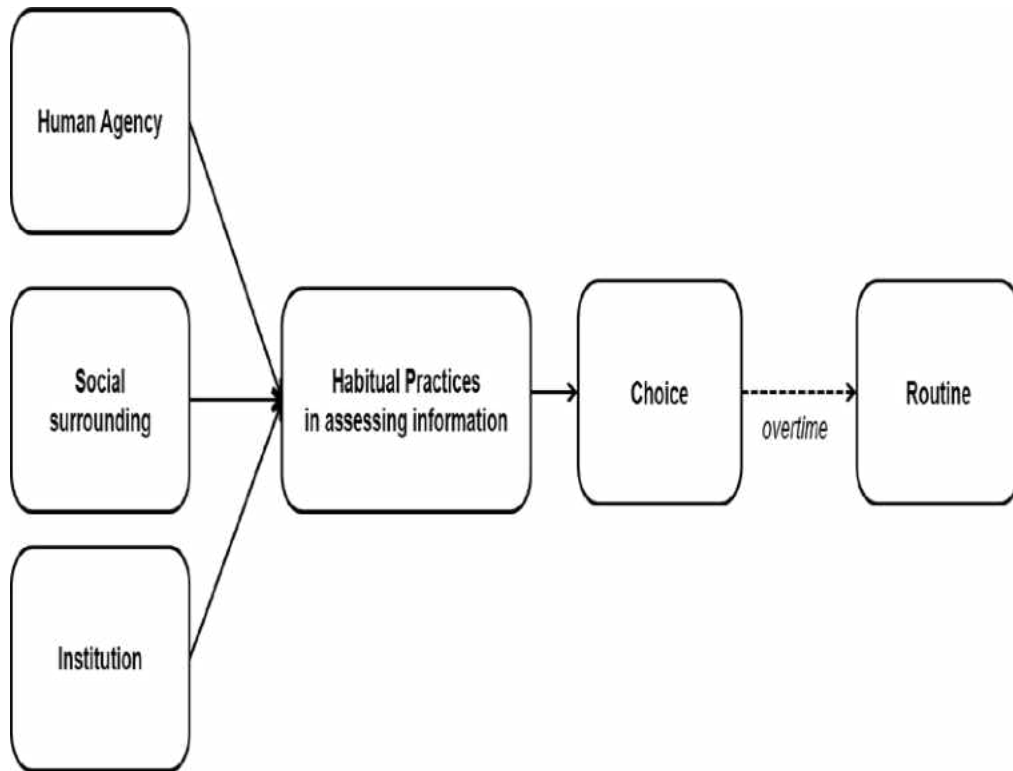 Human Agency
Social
surrounding
Institution
Habitual Practices
in assessing information
Choice
overtime
Routine